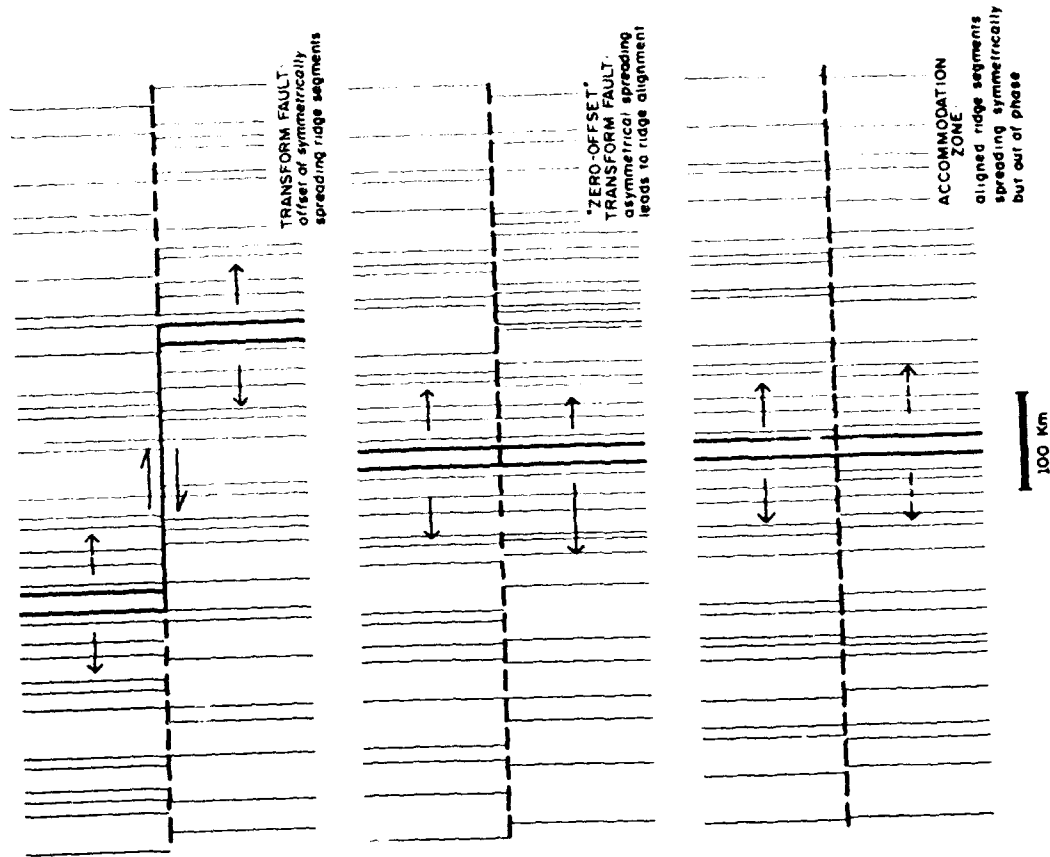 TRANSFORM FAULT:
offset of symmetrically
spreading ridge segments
"ZERO-OFFSET"
TRANSFORM FAULT:
asymmetrical spreading
leads to ridge alignment
ACCOMMODATION
ZONE
aligned ridge segments
spreading symmetrically
but out of phase
100 Km